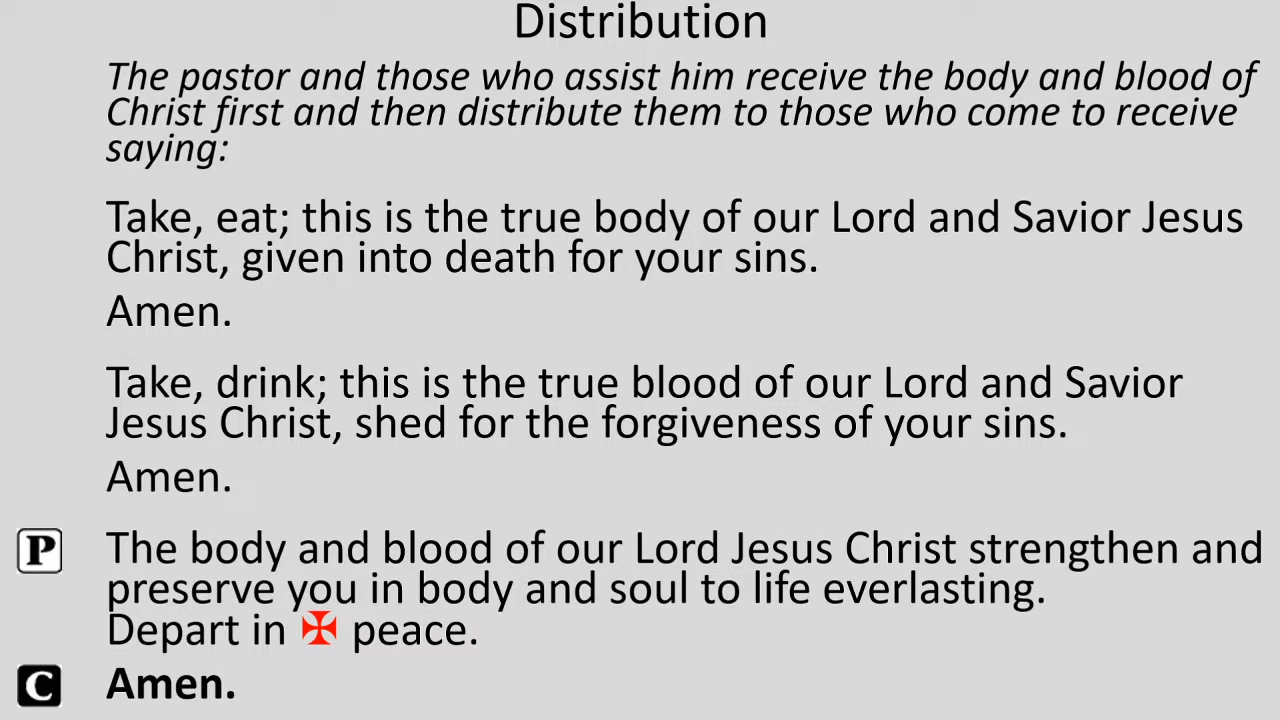 Distribution
The pastor and those who assist him receive the body and blood of
Christ first and then distribute them to those who come to receive
saying:
Take, eat; this is the true body of our Lord and Savior Jesus
Christ, given into death for your sins.
Amen.
Take, drink; this is the true blood of our Lord and Savior
Jesus Christ, shed for the forgiveness of your sins.
Amen.
P The body and blood of our Lord Jesus Christ strengthen and
preserve you in body and soul to life everlasting.
Depart in ✠ peace.
C Amen.